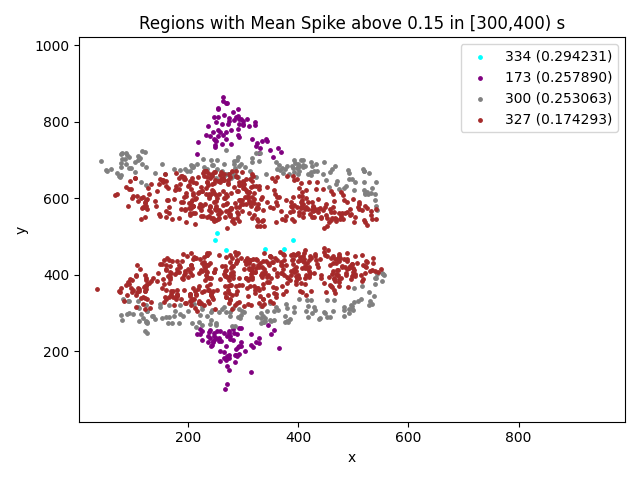 Regions with Mean Spike above 0.15 in [300,400) s
1000
800
600
400
200
y
334 (0.294231)
173 (0.257890)
300 (0.253063)
327 (0.174293)
200 400 600 800
x